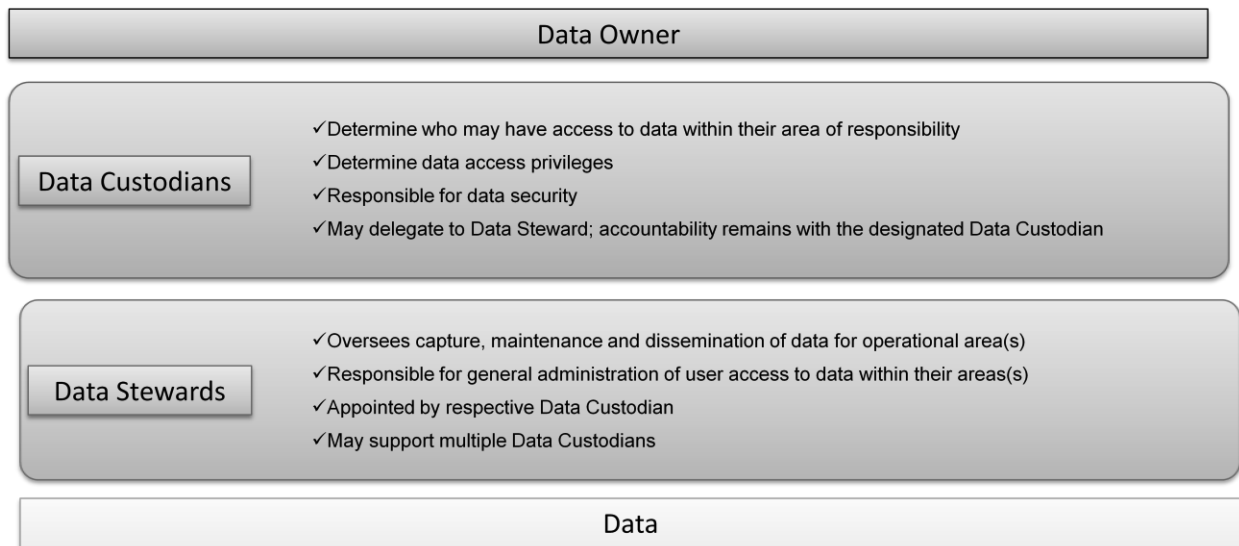 Data Owner
✓Determine who may have access to data within their area of responsibility
✓Determine data access privileges
Data Custodians
✓Responsible for data security
✓May delegate to Data Steward; accountability remains with the designated Data Custodian
✓Oversees capture, maintenance and dissemination of data for operational area(s)
✓Responsible for general administration of user access to data within their areas(s)
Data Stewards
✓Appointed by respective Data Custodian
✓May support multiple Data Custodians
Data